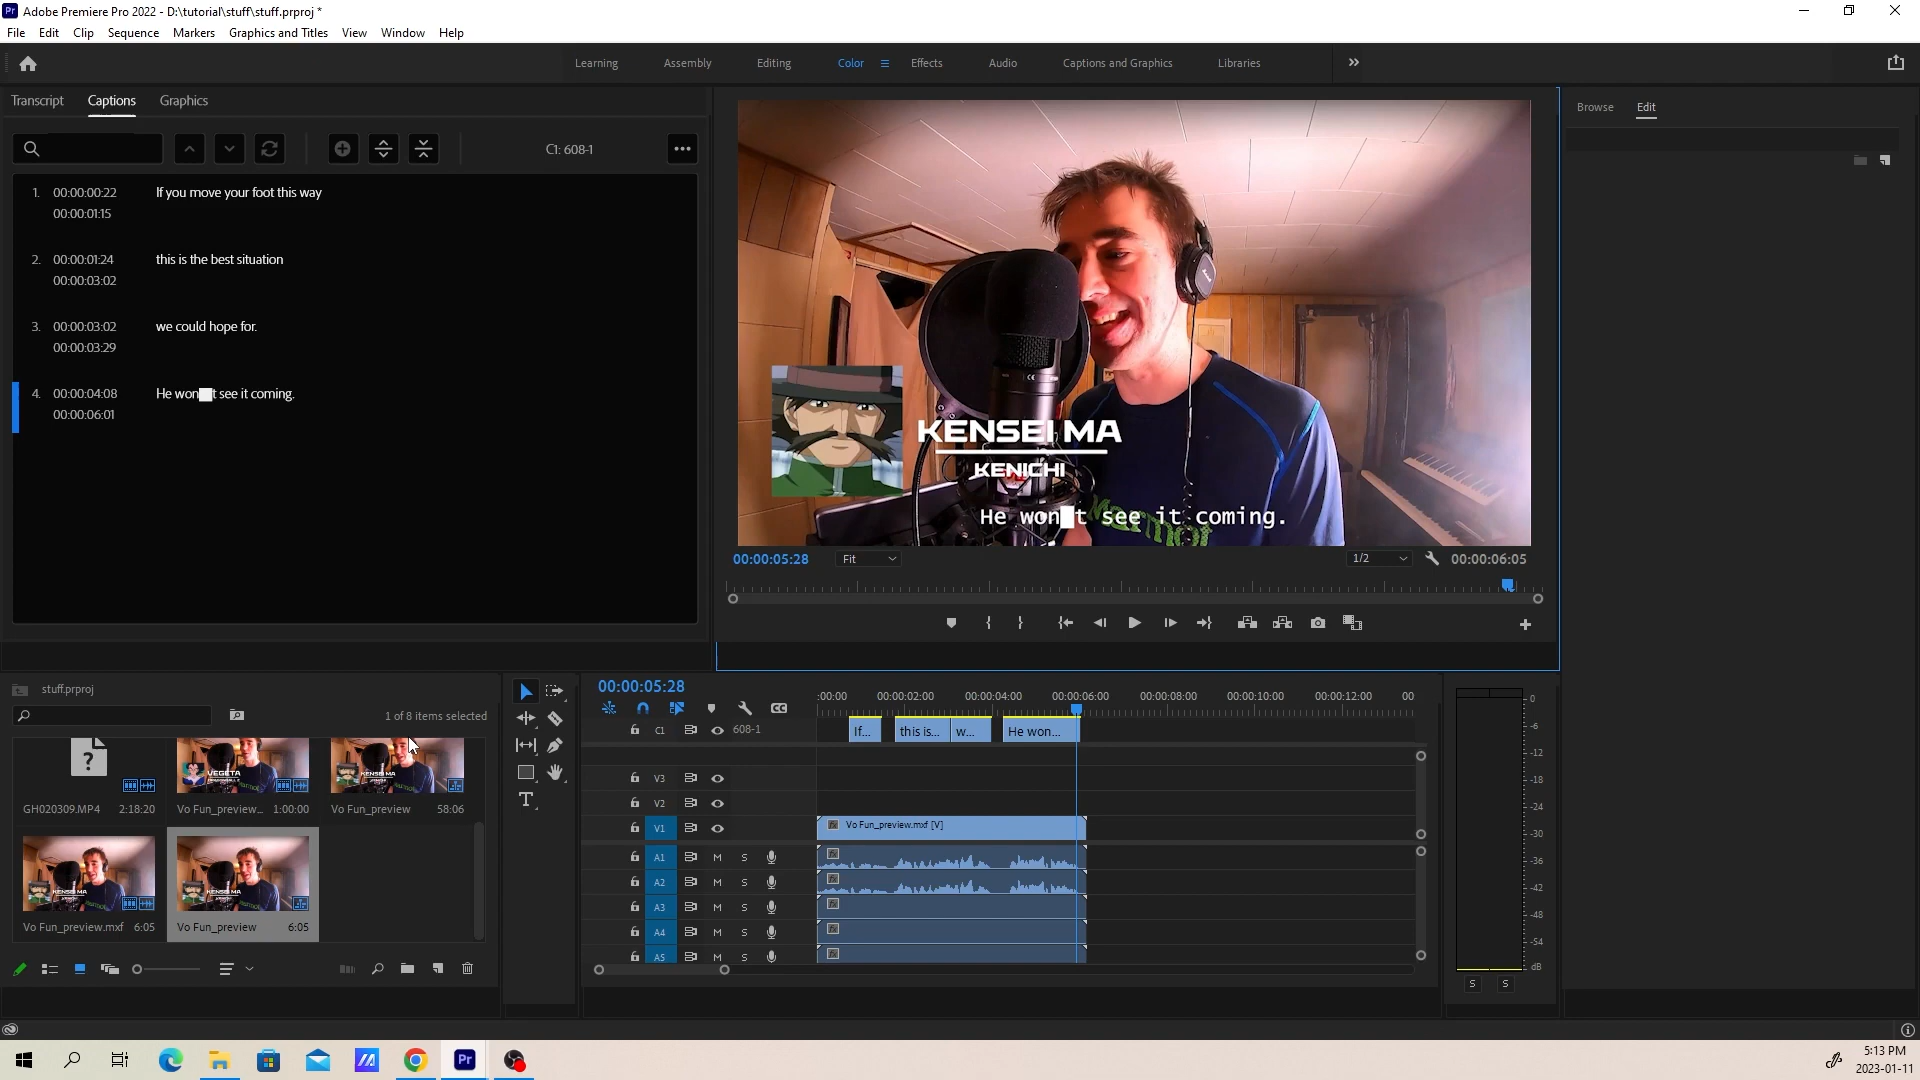 Adobe Premiere Pro 2022 - D:\tutorial\stuff\stuff.prproj *
File Edit Clip Sequence Markers Graphics and Titles View Window Help
Learning Assembly Editing Color Effects Audio Captions and Graphics Libraries
Transcript Captions Graphics
C1: 608-1
1. 00:00:00:22 If you move your foot this way
00:00:01:15
2. 00:00:01:24 this is the best situation
00:00:03:02
3. 00:00:03:02 we could hope for.
00:00:03:29
4. 00:00:04:08 He won■t see it coming.
00:00:06:01
KENSEI MA
KENICHI
He won■t see it coming.
00:00:05:28 Fit 1/2 00:00:06:05
Browse Edit
stuff.prproj
1 of 8 items selected
GH020309.MP4 2:18:20 Vo Fun_preview... 1:00:00 Vo Fun_preview 58:06
Vo Fun_preview.mxf 6:05 Vo Fun_preview 6:05
00:00:05:28
:00:00 00:00:02:00 00:00:04:00 00:00:06:00 00:00:08:00 00:00:10:00 00:00:12:00 00
C1 608-1 If... this is... w... He won...
V3
V2
V1 Vo Fun_preview.mxf [V]
A1 M S
A2 M S
A3 M S
A4 M S
A5 M S
0
-6
-12
-18
-24
-30
-36
-42
-48
-54
dB
S S
5:13 PM
2023-01-11